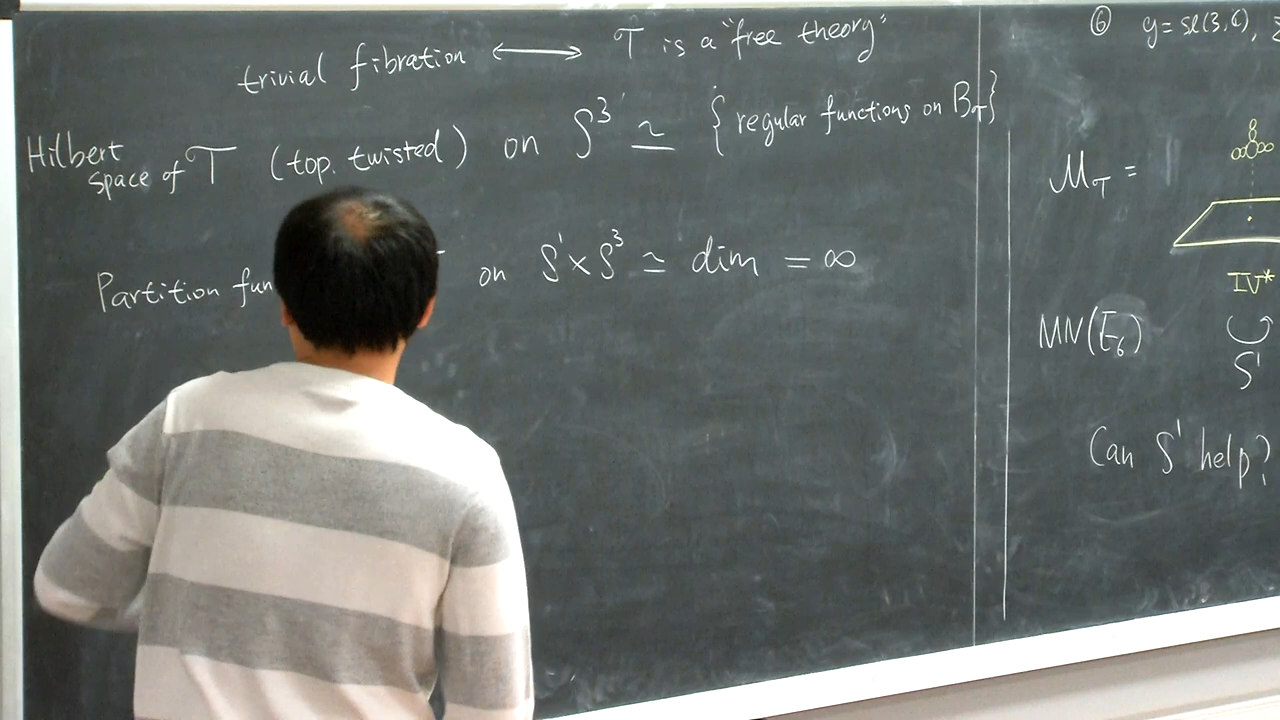 trivial fibration ⟷ T is a "free theory"
Hilbert space of T (top. twisted) on S³ ≃ { regular functions on B_T }
on S¹×S³ ≃ dim = ∞
Partition
⑥ y = sl(3,C),
M_T =
IV*
MN(E₆)
S¹
Can S¹ help?